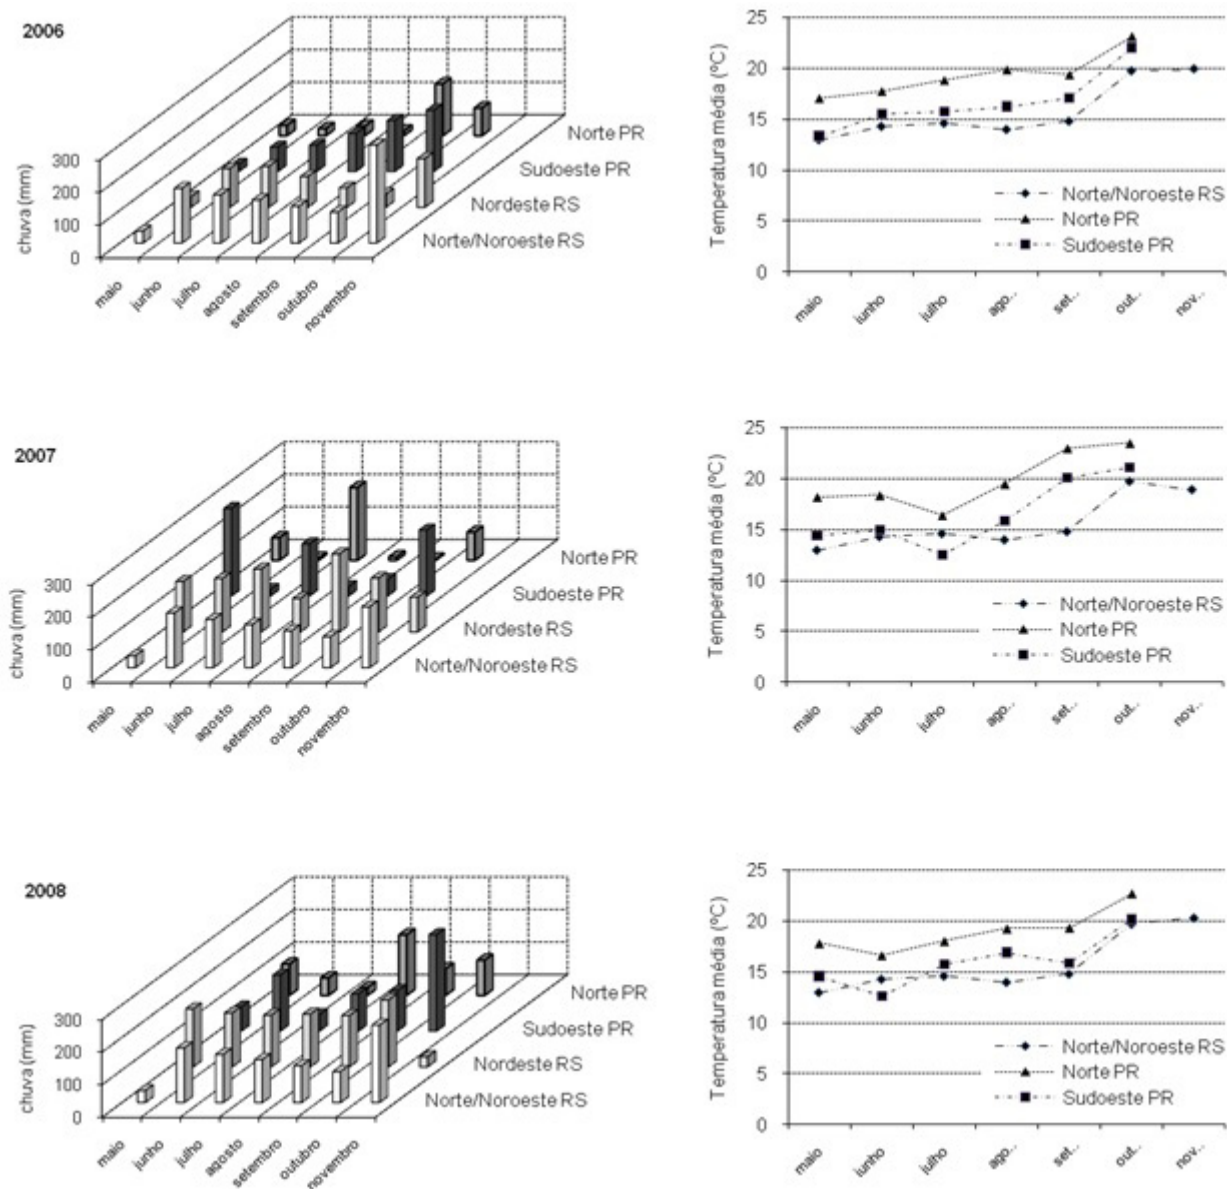 2006
chuva (mm)
300
200
100
0
maio
junho
julho
agosto
setembro
outubro
novembro
Norte PR
Sudoeste PR
Nordeste RS
Norte/Noroeste RS
Temperatura média (ºC)
25
20
15
10
5
0
Norte/Noroeste RS
Norte PR
Sudoeste PR
maio
junho
julho
ago..
set..
out..
nov..
2007
chuva (mm)
300
200
100
0
maio
junho
julho
agosto
setembro
outubro
novembro
Norte PR
Sudoeste PR
Nordeste RS
Norte/Noroeste RS
Temperatura média (ºC)
25
20
15
10
5
0
Norte/Noroeste RS
Norte PR
Sudoeste PR
maio
junho
julho
ago..
set..
out..
nov..
2008
chuva (mm)
300
200
100
0
maio
junho
julho
agosto
setembro
outubro
novembro
Norte PR
Sudoeste PR
Nordeste RS
Norte/Noroeste RS
Temperatura média (ºC)
25
20
15
10
5
0
Norte/Noroeste RS
Norte PR
Sudoeste PR
maio
junho
julho
ago..
set..
out..
nov..